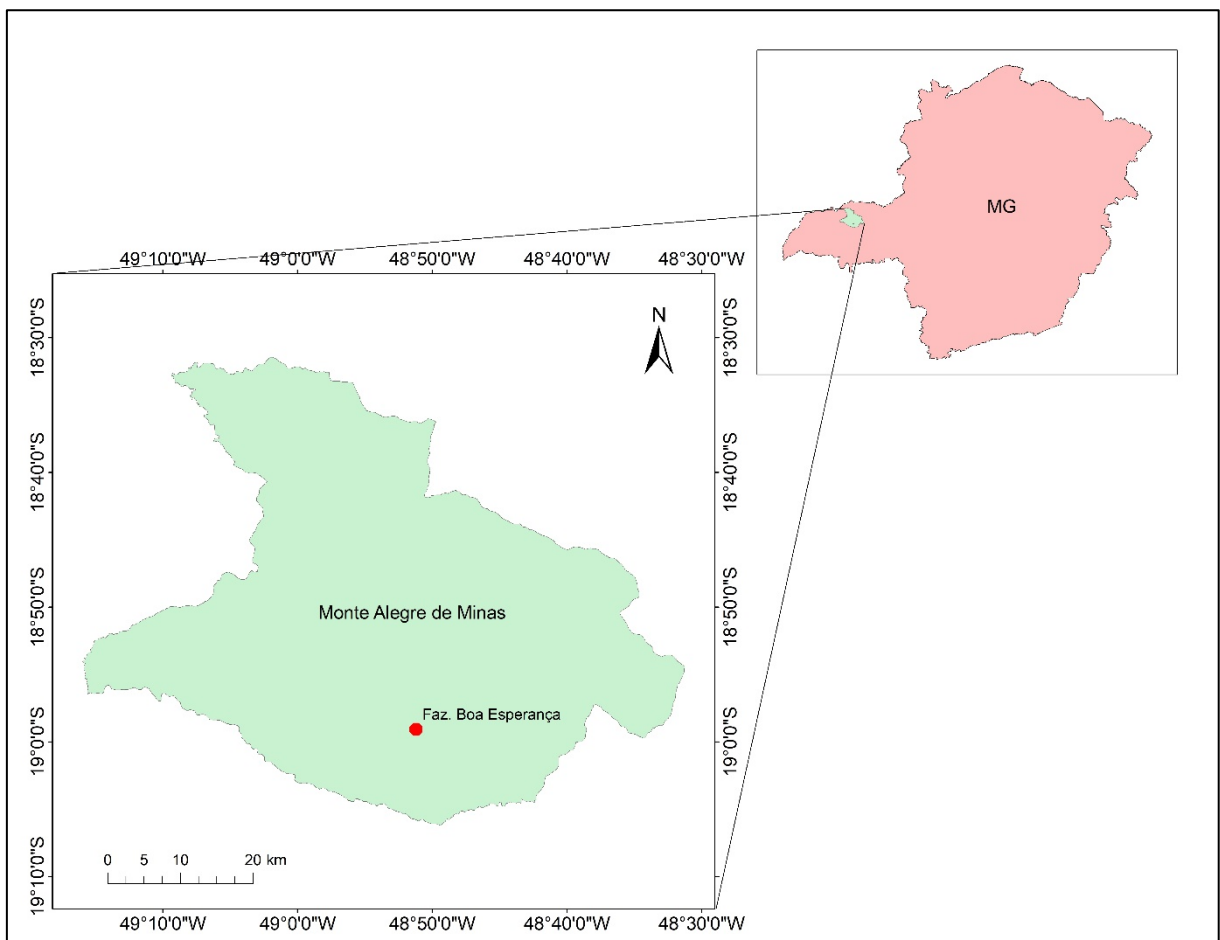 MG
49°10'0"W 49°0'0"W 48°50'0"W 48°40'0"W 48°30'0"W
N
18°30'0"S 18°30'0"S
18°40'0"S 18°40'0"S
Monte Alegre de Minas
18°50'0"S 18°50'0"S
Faz. Boa Esperança
19°0'0"S 19°0'0"S
0 5 10 20 km
19°10'0"S 19°10'0"S
49°10'0"W 49°0'0"W 48°50'0"W 48°40'0"W 48°30'0"W